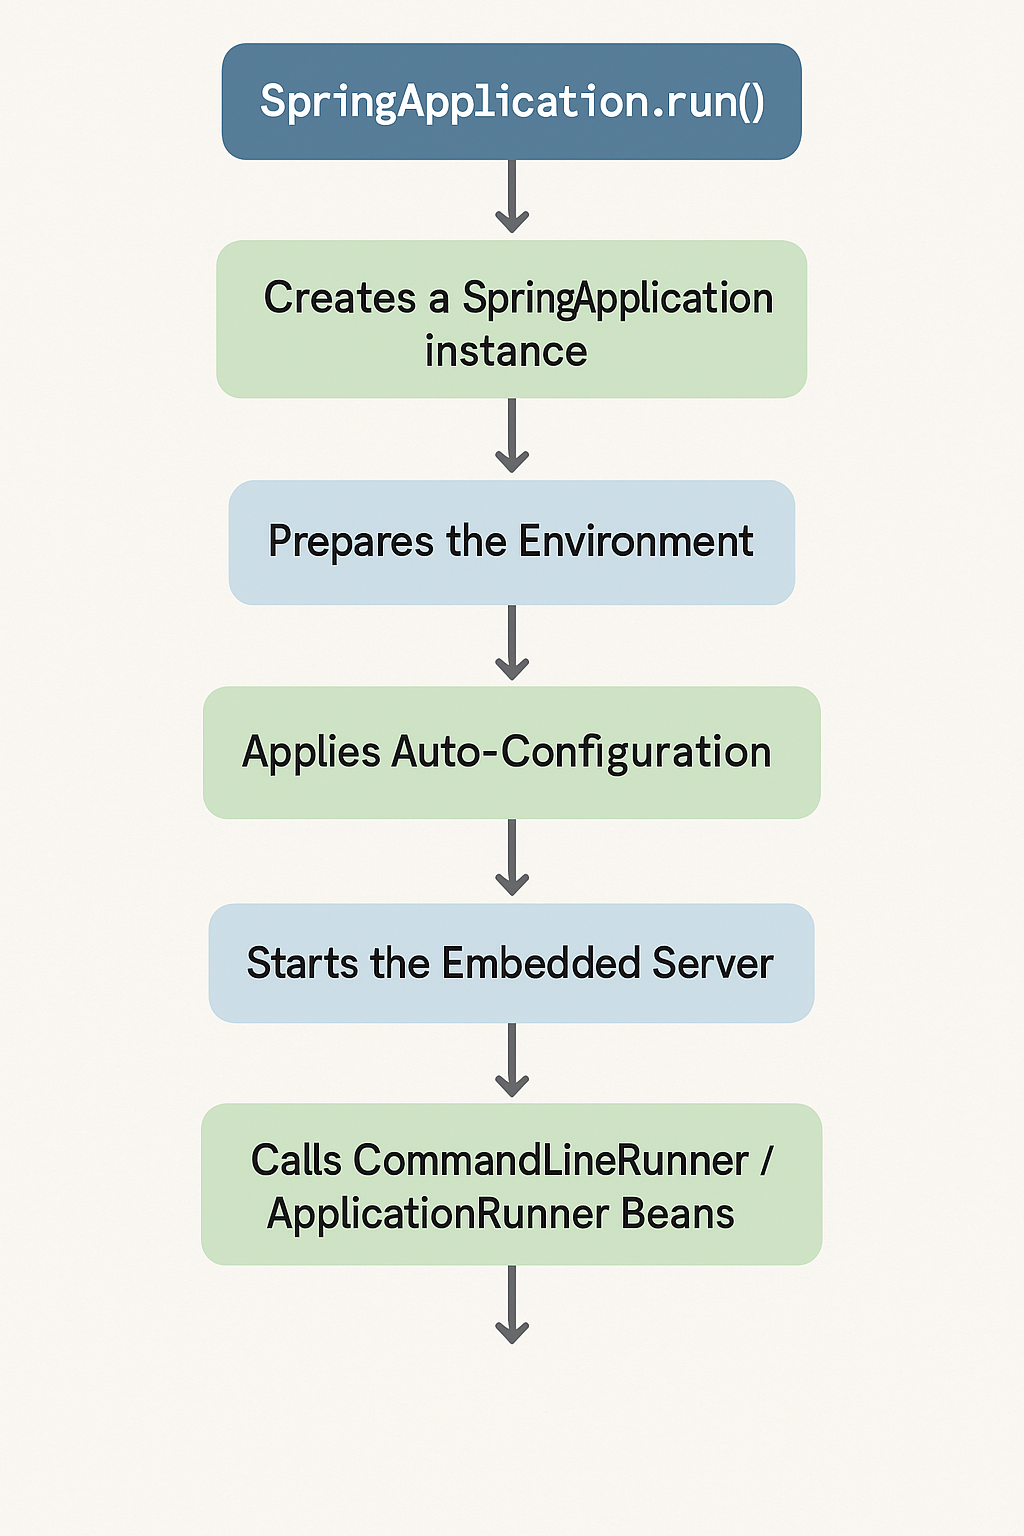 SpringApplication.run()
Creates a SpringApplication
instance
Prepares the Environment
Applies Auto-Configuration
Starts the Embedded Server
Calls CommandLineRunner /
ApplicationRunner Beans